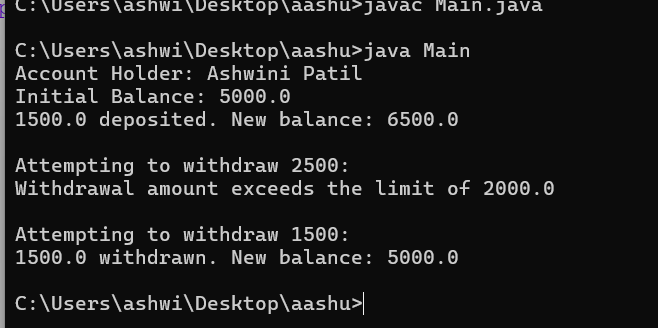 C:\Users\ashwi\Desktop\aashu>javac Main.java
C:\Users\ashwi\Desktop\aashu>java Main
Account Holder: Ashwini Patil
Initial Balance: 5000.0
1500.0 deposited. New balance: 6500.0
Attempting to withdraw 2500:
Withdrawal amount exceeds the limit of 2000.0
Attempting to withdraw 1500:
1500.0 withdrawn. New balance: 5000.0
C:\Users\ashwi\Desktop\aashu>